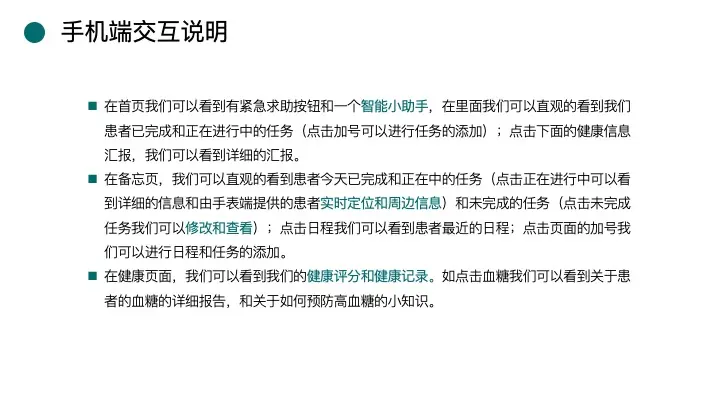 手机端交互说明
在首页我们可以看到有紧急求助按钮和一个智能小助手，在里面我们可以直观的看到我们
患者已完成和正在进行中的任务（点击加号可以进行任务的添加）；点击下面的健康信息
汇报，我们可以看到详细的汇报。
在备忘页，我们可以直观的看到患者今天已完成和正在中的任务（点击正在进行中可以看
到详细的信息和由手表端提供的患者实时定位和周边信息）和未完成的任务（点击未完成
任务我们可以修改和查看）；点击日程我们可以看到患者最近的日程；点击页面的加号我
们可以进行日程和任务的添加。
在健康页面，我们可以看到我们的健康评分和健康记录。如点击血糖我们可以看到关于患
者的血糖的详细报告，和关于如何预防高血糖的小知识。